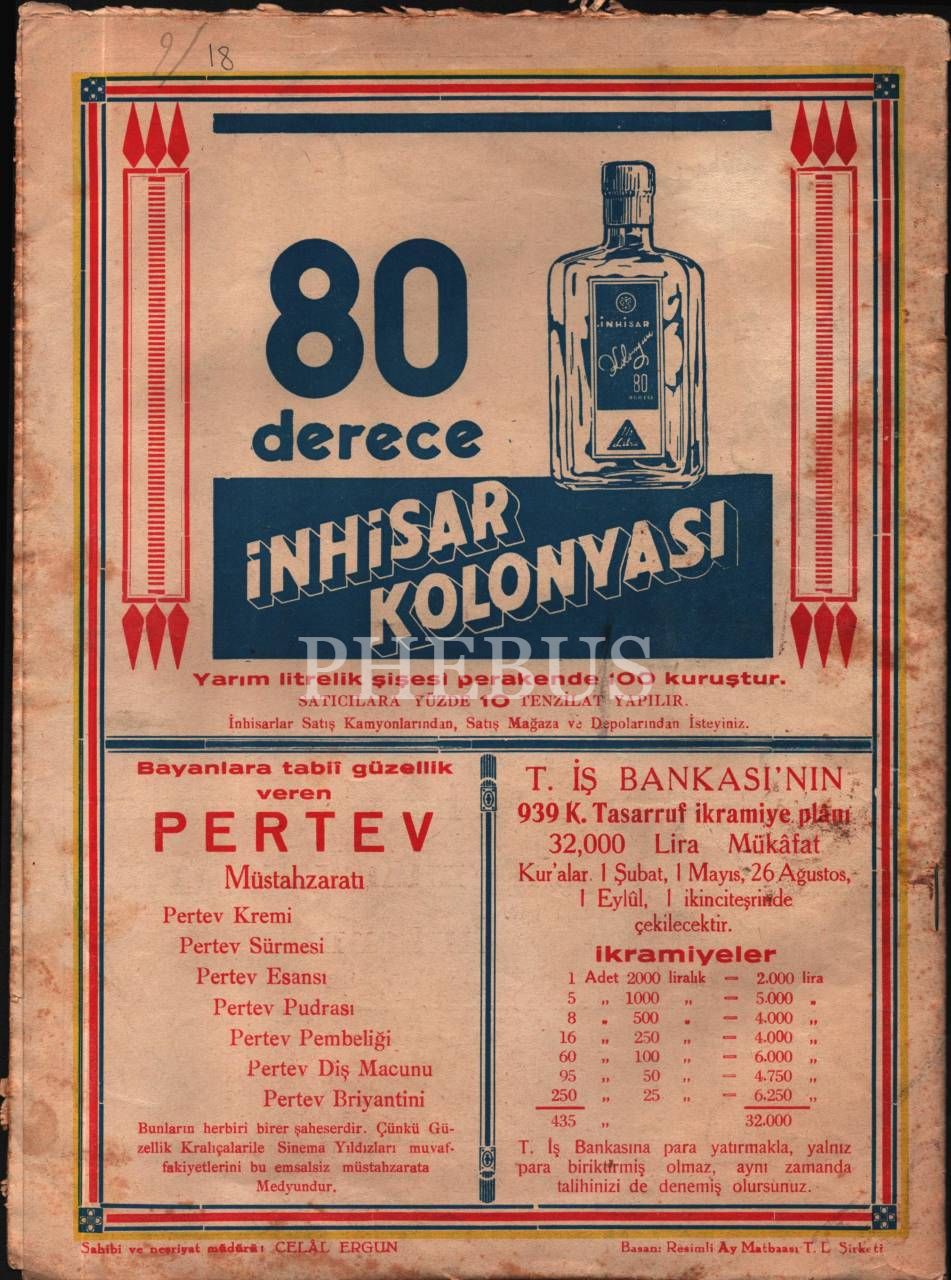 9/18
80
derece
İNHİSAR
Kolonyası
80
DERECE
İNHİSAR
KOLONYASI
PHEBUS
Yarım litrelik şişesi perakende 100 kuruştur.
SATICILARA YÜZDE 10 TENZİLAT YAPILIR.
İnhisarlar Satış Kamyonlarından, Satış Mağaza ve Depolarından İsteyiniz.
Bayanlara tabiî güzellik
veren
PERTEV
Müstahzaratı
Pertev Kremi
Pertev Sürmesi
Pertev Esansı
Pertev Pudrası
Pertev Pembeliği
Pertev Diş Macunu
Pertev Briyantini
Bunların herbiri birer şaheserdir. Çünkü Gü-
zellik Kraliçalarile Sinema Yıldızları muvaf-
fakiyetlerini bu emsalsiz müstahzarata
Medyundur.
T. İŞ BANKASI'NIN
939 K. Tasarruf ikramiye plânı
32,000 Lira Mükâfat
Kur'alar. 1 Şubat, 1 Mayıs, 26 Ağustos,
1 Eylûl, 1 ikinciteşrinde
çekilecektir.
ikramiyeler
1 Adet 2000 liralık = 2.000 lira
5 „ 1000 „ = 5.000 „
8 „ 500 „ = 4.000 „
16 „ 250 „ = 4.000 „
60 „ 100 „ = 6.000 „
95 „ 50 „ = 4.750 „
250 „ 25 „ = 6.250 „
435 „ 32.000
T. İş Bankasına para yatırmakla, yalnız
para biriktirmiş olmaz, aynı zamanda
talihinizi de denemiş olursunuz.
Sahibi ve neşriyat müdürü: CELÂL ERGUN
Basan: Resimli Ay Matbaası T. L. Şirketi